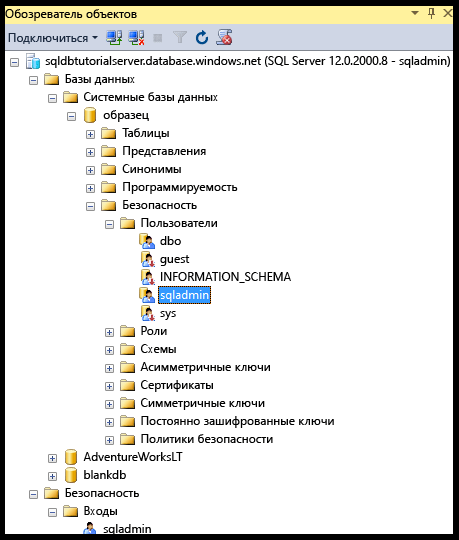 Обозреватель объектов
Подключиться
sqldbtutorialserver.database.windows.net (SQL Server 12.0.2000.8 - sqladmin)
Базы данных
Системные базы данных
образец
Таблицы
Представления
Синонимы
Программируемость
Безопасность
Пользователи
dbo
guest
INFORMATION_SCHEMA
sqladmin
sys
Роли
Схемы
Асимметричные ключи
Сертификаты
Симметричные ключи
Постоянно зашифрованные ключи
Политики безопасности
AdventureWorksLT
blankdb
Безопасность
Входы
sqladmin